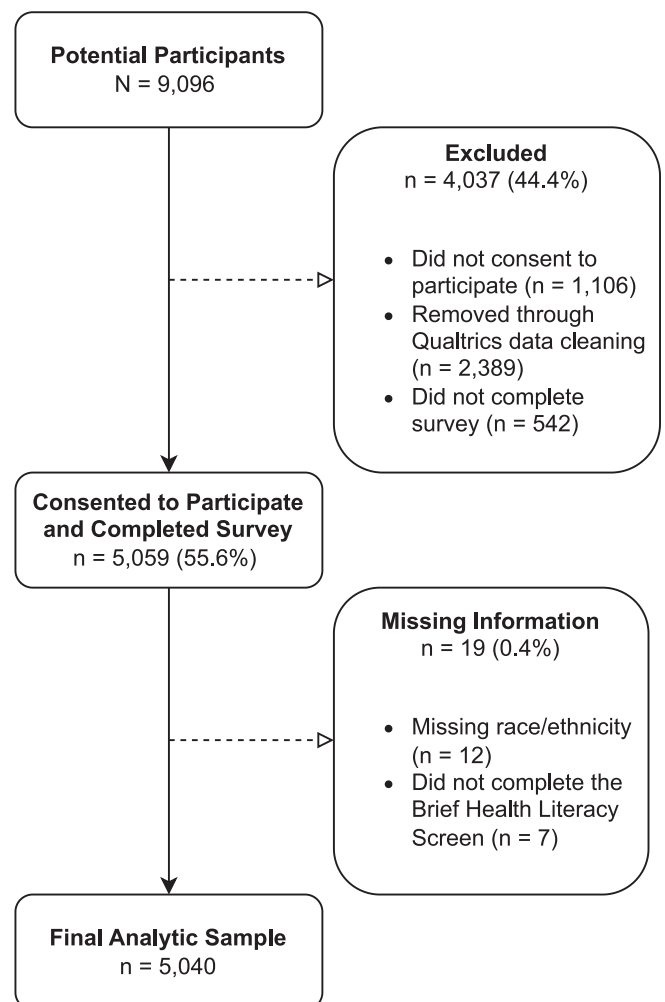 Potential Participants
N = 9,096
Excluded
n = 4,037 (44.4%)
• Did not consent to
participate (n = 1,106)
• Removed through
Qualtrics data cleaning
(n = 2,389)
• Did not complete
survey (n = 542)
Consented to Participate
and Completed Survey
n = 5,059 (55.6%)
Missing Information
n = 19 (0.4%)
• Missing race/ethnicity
(n = 12)
• Did not complete the
Brief Health Literacy
Screen (n = 7)
Final Analytic Sample
n = 5,040